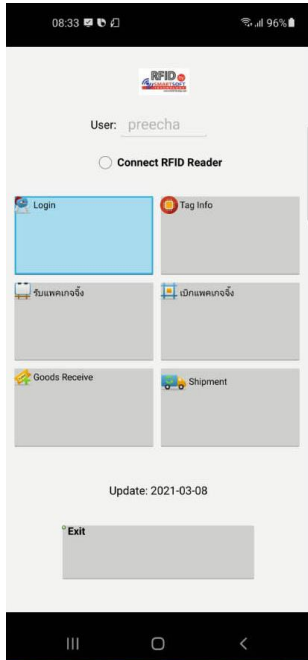 08:33
96%
RFID
User: preecha
Connect RFID Reader
Login
Tag Info
รับแพคเกจจิ้ง
เบิกแพคเกจจิ้ง
Goods Receive
Shipment
Update: 2021-03-08
Exit